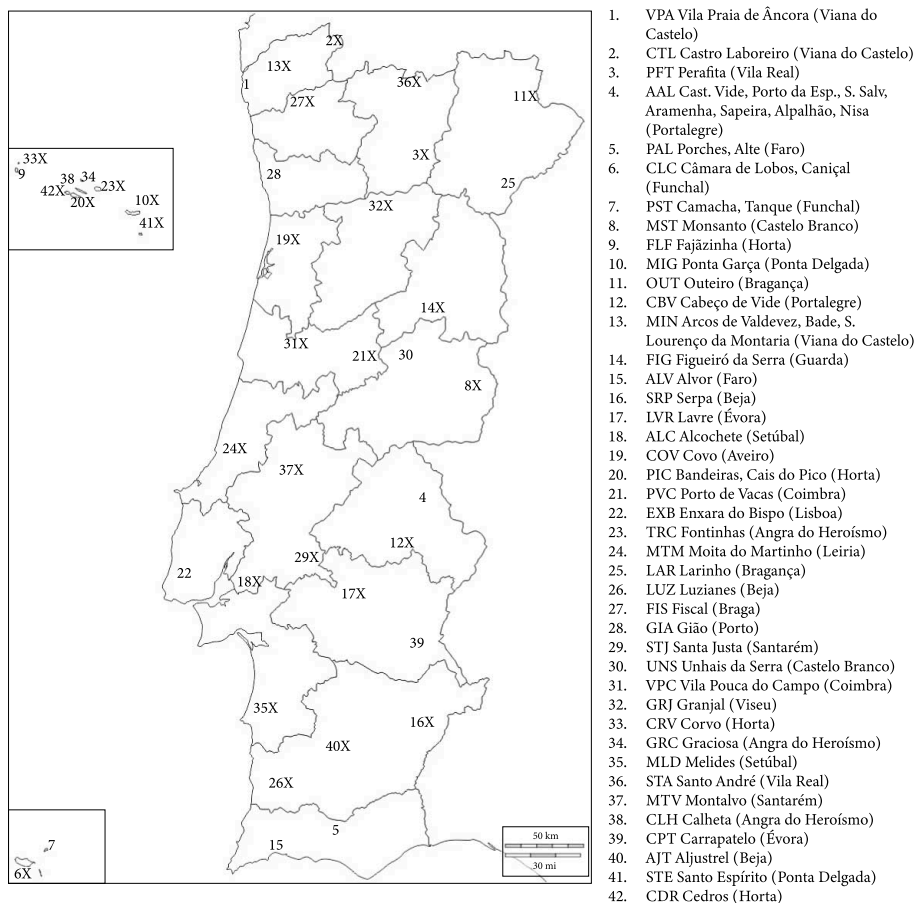 2X
13X
1
36X
11X
27X
3X
28
25
32X
33X
9
38
34
23X
42X
20X
10X
41X
19X
14X
31X
21X
30
8X
24X
37X
4
12X
29X
22
18X
17X
39
35X
16X
40X
26X
5
15
7
6X
50 km
30 mi
1. VPA Vila Praia de Âncora (Viana do
Castelo)
2. CTL Castro Laboreiro (Viana do Castelo)
3. PFT Perafita (Vila Real)
4. AAL Cast. Vide, Porto da Esp., S. Salv,
Aramenha, Sapeira, Alpalhão, Nisa
(Portalegre)
5. PAL Porches, Alte (Faro)
6. CLC Câmara de Lobos, Caniçal
(Funchal)
7. PST Camacha, Tanque (Funchal)
8. MST Monsanto (Castelo Branco)
9. FLF Fajãzinha (Horta)
10. MIG Ponta Garça (Ponta Delgada)
11. OUT Outeiro (Bragança)
12. CBV Cabeço de Vide (Portalegre)
13. MIN Arcos de Valdevez, Bade, S.
Lourenço da Montaria (Viana do Castelo)
14. FIG Figueiró da Serra (Guarda)
15. ALV Alvor (Faro)
16. SRP Serpa (Beja)
17. LVR Lavre (Évora)
18. ALC Alcochete (Setúbal)
19. COV Covo (Aveiro)
20. PIC Bandeiras, Cais do Pico (Horta)
21. PVC Porto de Vacas (Coimbra)
22. EXB Enxara do Bispo (Lisboa)
23. TRC Fontinhas (Angra do Heroísmo)
24. MTM Moita do Martinho (Leiria)
25. LAR Larinho (Bragança)
26. LUZ Luzianes (Beja)
27. FIS Fiscal (Braga)
28. GIA Gião (Porto)
29. STJ Santa Justa (Santarém)
30. UNS Unhais da Serra (Castelo Branco)
31. VPC Vila Pouca do Campo (Coimbra)
32. GRJ Granjal (Viseu)
33. CRV Corvo (Horta)
34. GRC Graciosa (Angra do Heroísmo)
35. MLD Melides (Setúbal)
36. STA Santo André (Vila Real)
37. MTV Montalvo (Santarém)
38. CLH Calheta (Angra do Heroísmo)
39. CPT Carrapatelo (Évora)
40. AJT Aljustrel (Beja)
41. STE Santo Espírito (Ponta Delgada)
42. CDR Cedros (Horta)